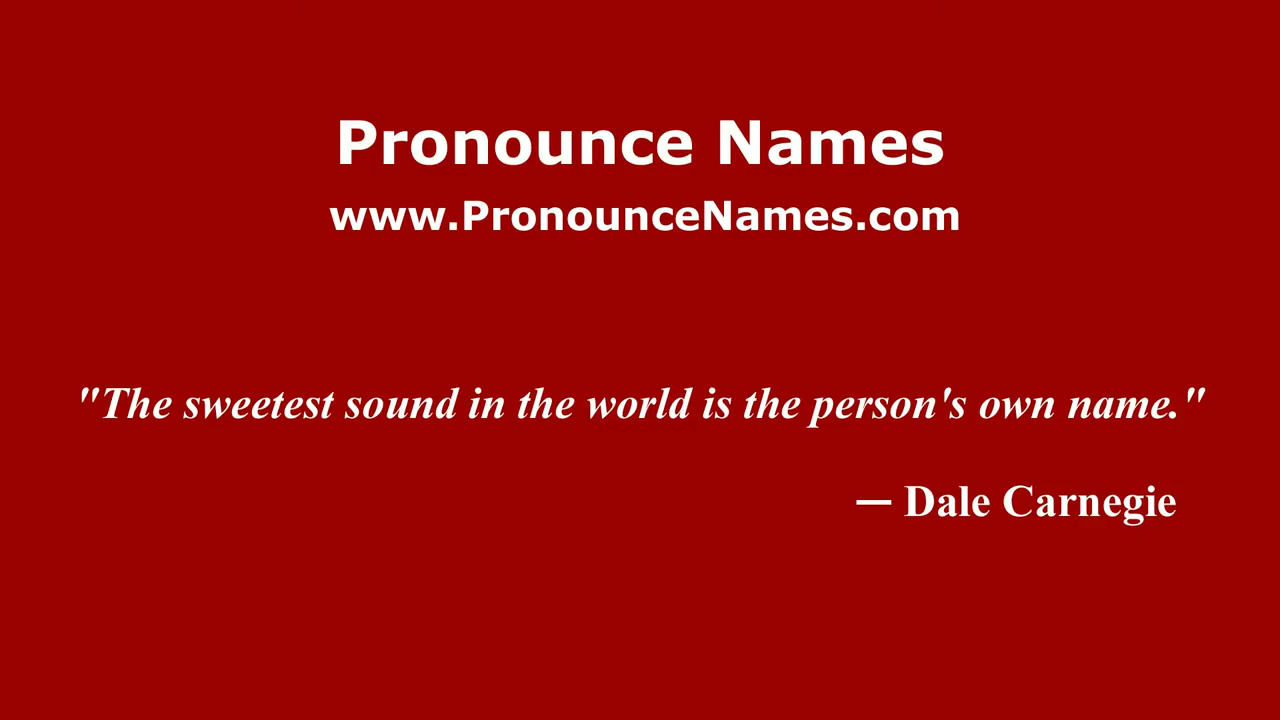 Pronounce Names
www.PronounceNames.com
"The sweetest sound in the world is the person's own name."
— Dale Carnegie